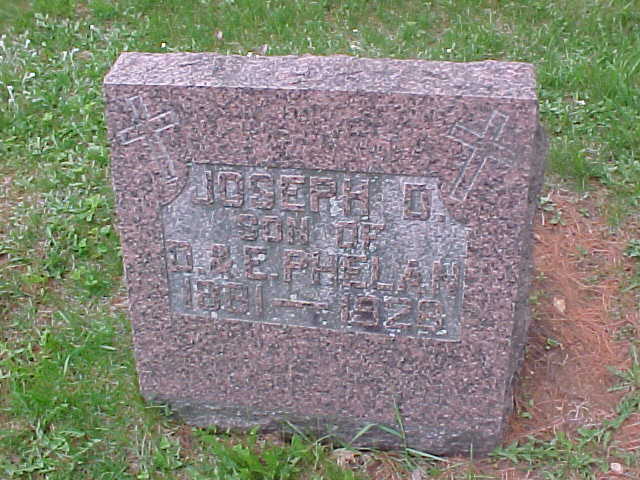 JOSEPH D.
SON OF
D. & E. PHELAN
1901 — 1929